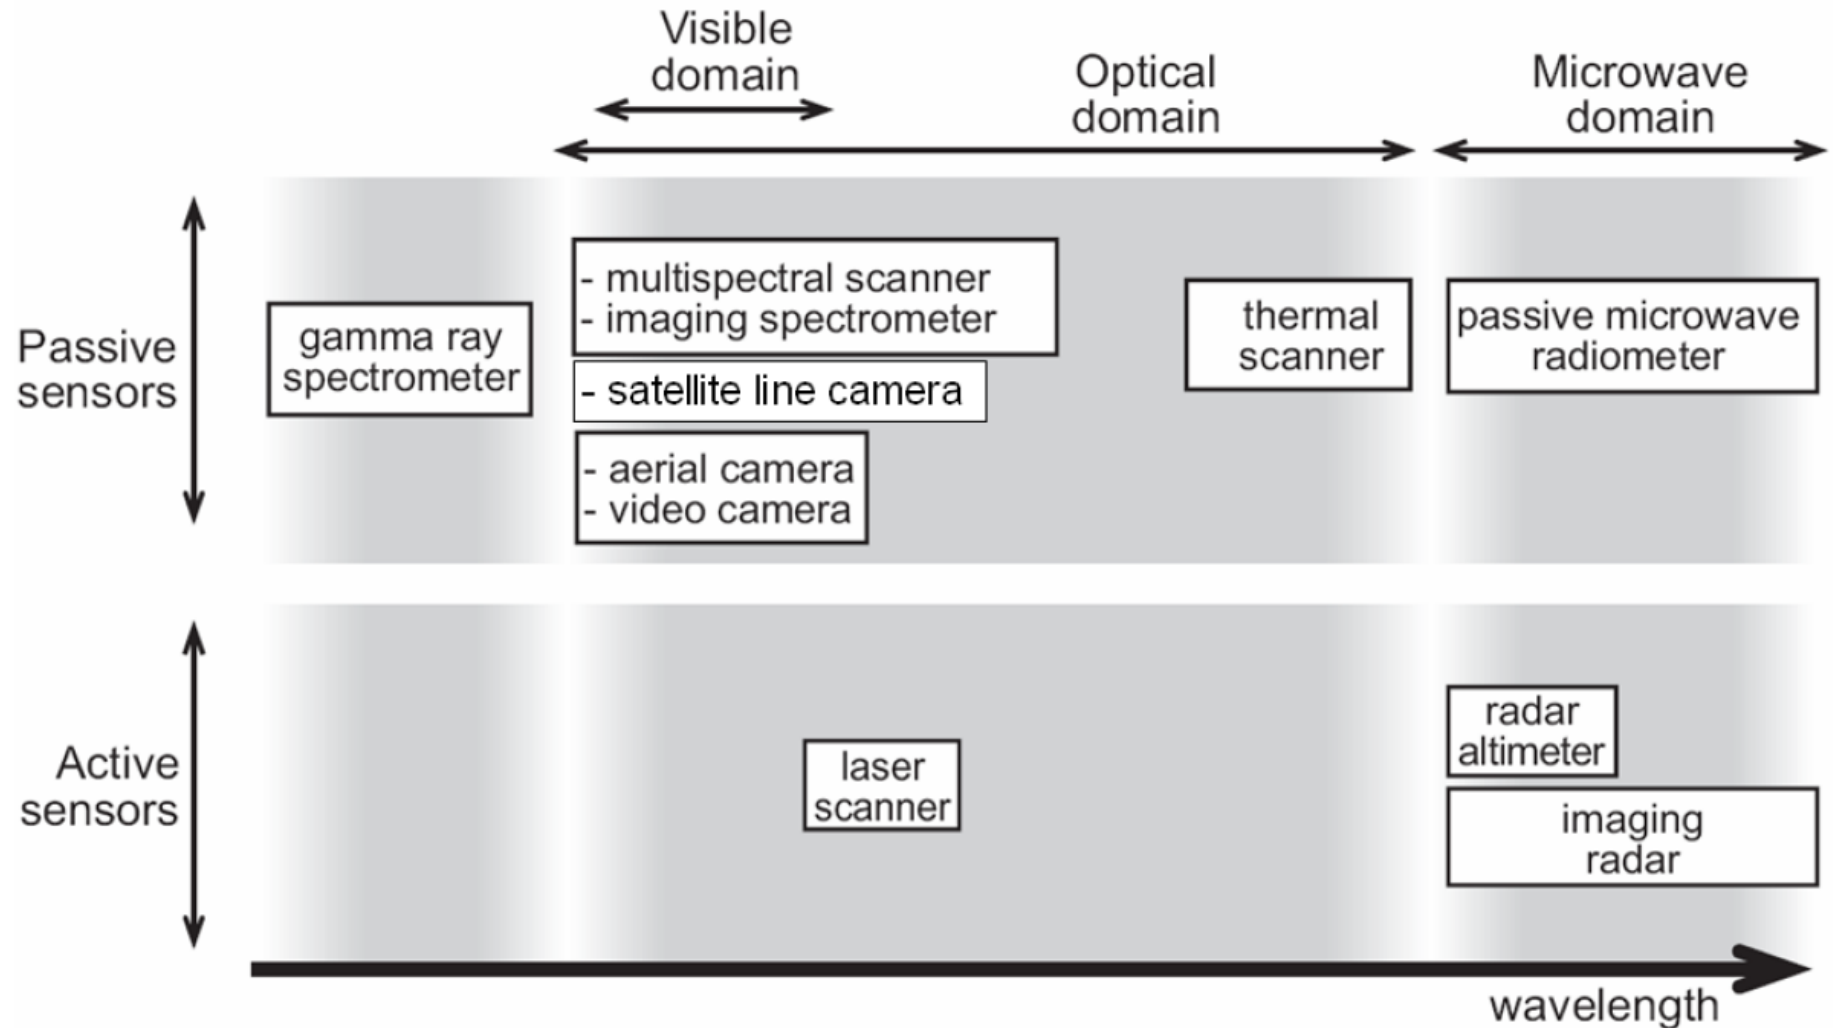 Visible
domain
Optical
domain
Microwave
domain
Passive
sensors
gamma ray
spectrometer
- multispectral scanner
- imaging spectrometer
- satellite line camera
- aerial camera
- video camera
thermal
scanner
passive microwave
radiometer
Active
sensors
laser
scanner
radar
altimeter
imaging
radar
wavelength